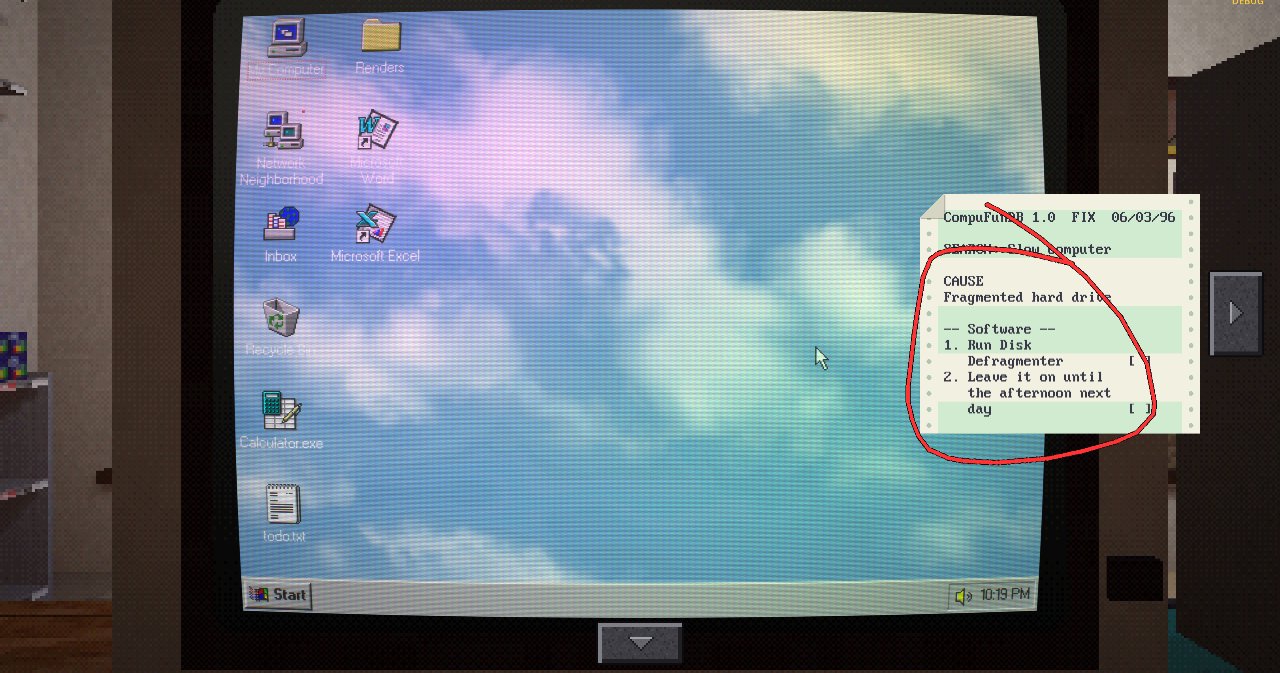 DEBUG
My Computer
Renders
Network
Neighborhood
Microsoft
Word
Inbox
Microsoft Excel
Recycle Bin
Calculator.exe
todo.txt
Start
10:19 PM
CompuFunDB 1.0 FIX 06/03/96
SEARCH: Slow Computer
CAUSE
Fragmented hard drive
-- Software --
1. Run Disk
Defragmenter [ ]
2. Leave it on until
the afternoon next
day [ ]